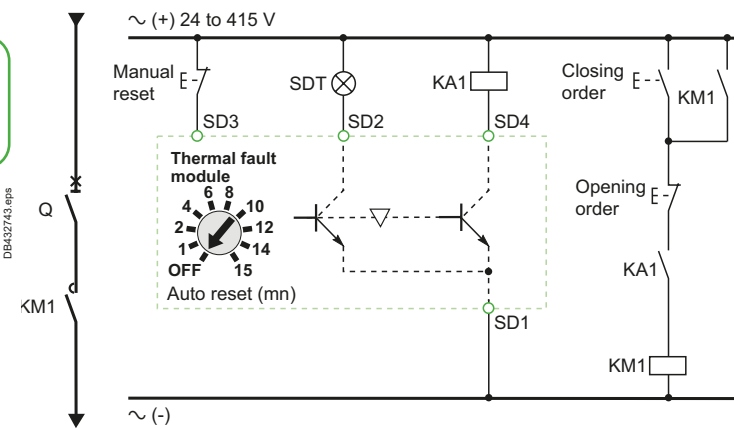 ∼ (+) 24 to 415 V
Manual
reset
SDT
KA1
Closing
order
KM1
SD3
SD2
SD4
Thermal fault
module
6 8
4 10
2 12
1 14
OFF 15
Auto reset (mn)
SD1
Opening
order
KA1
KM1
∼ (-)
Q
KM1
DB432743.eps